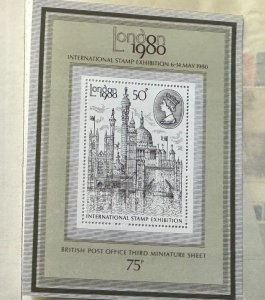 London
1980
INTERNATIONAL STAMP EXHIBITION 6-14 MAY 1980
London
1980
50P
INTERNATIONAL STAMP EXHIBITION
BRITISH POST OFFICE THIRD MINIATURE SHEET
75P